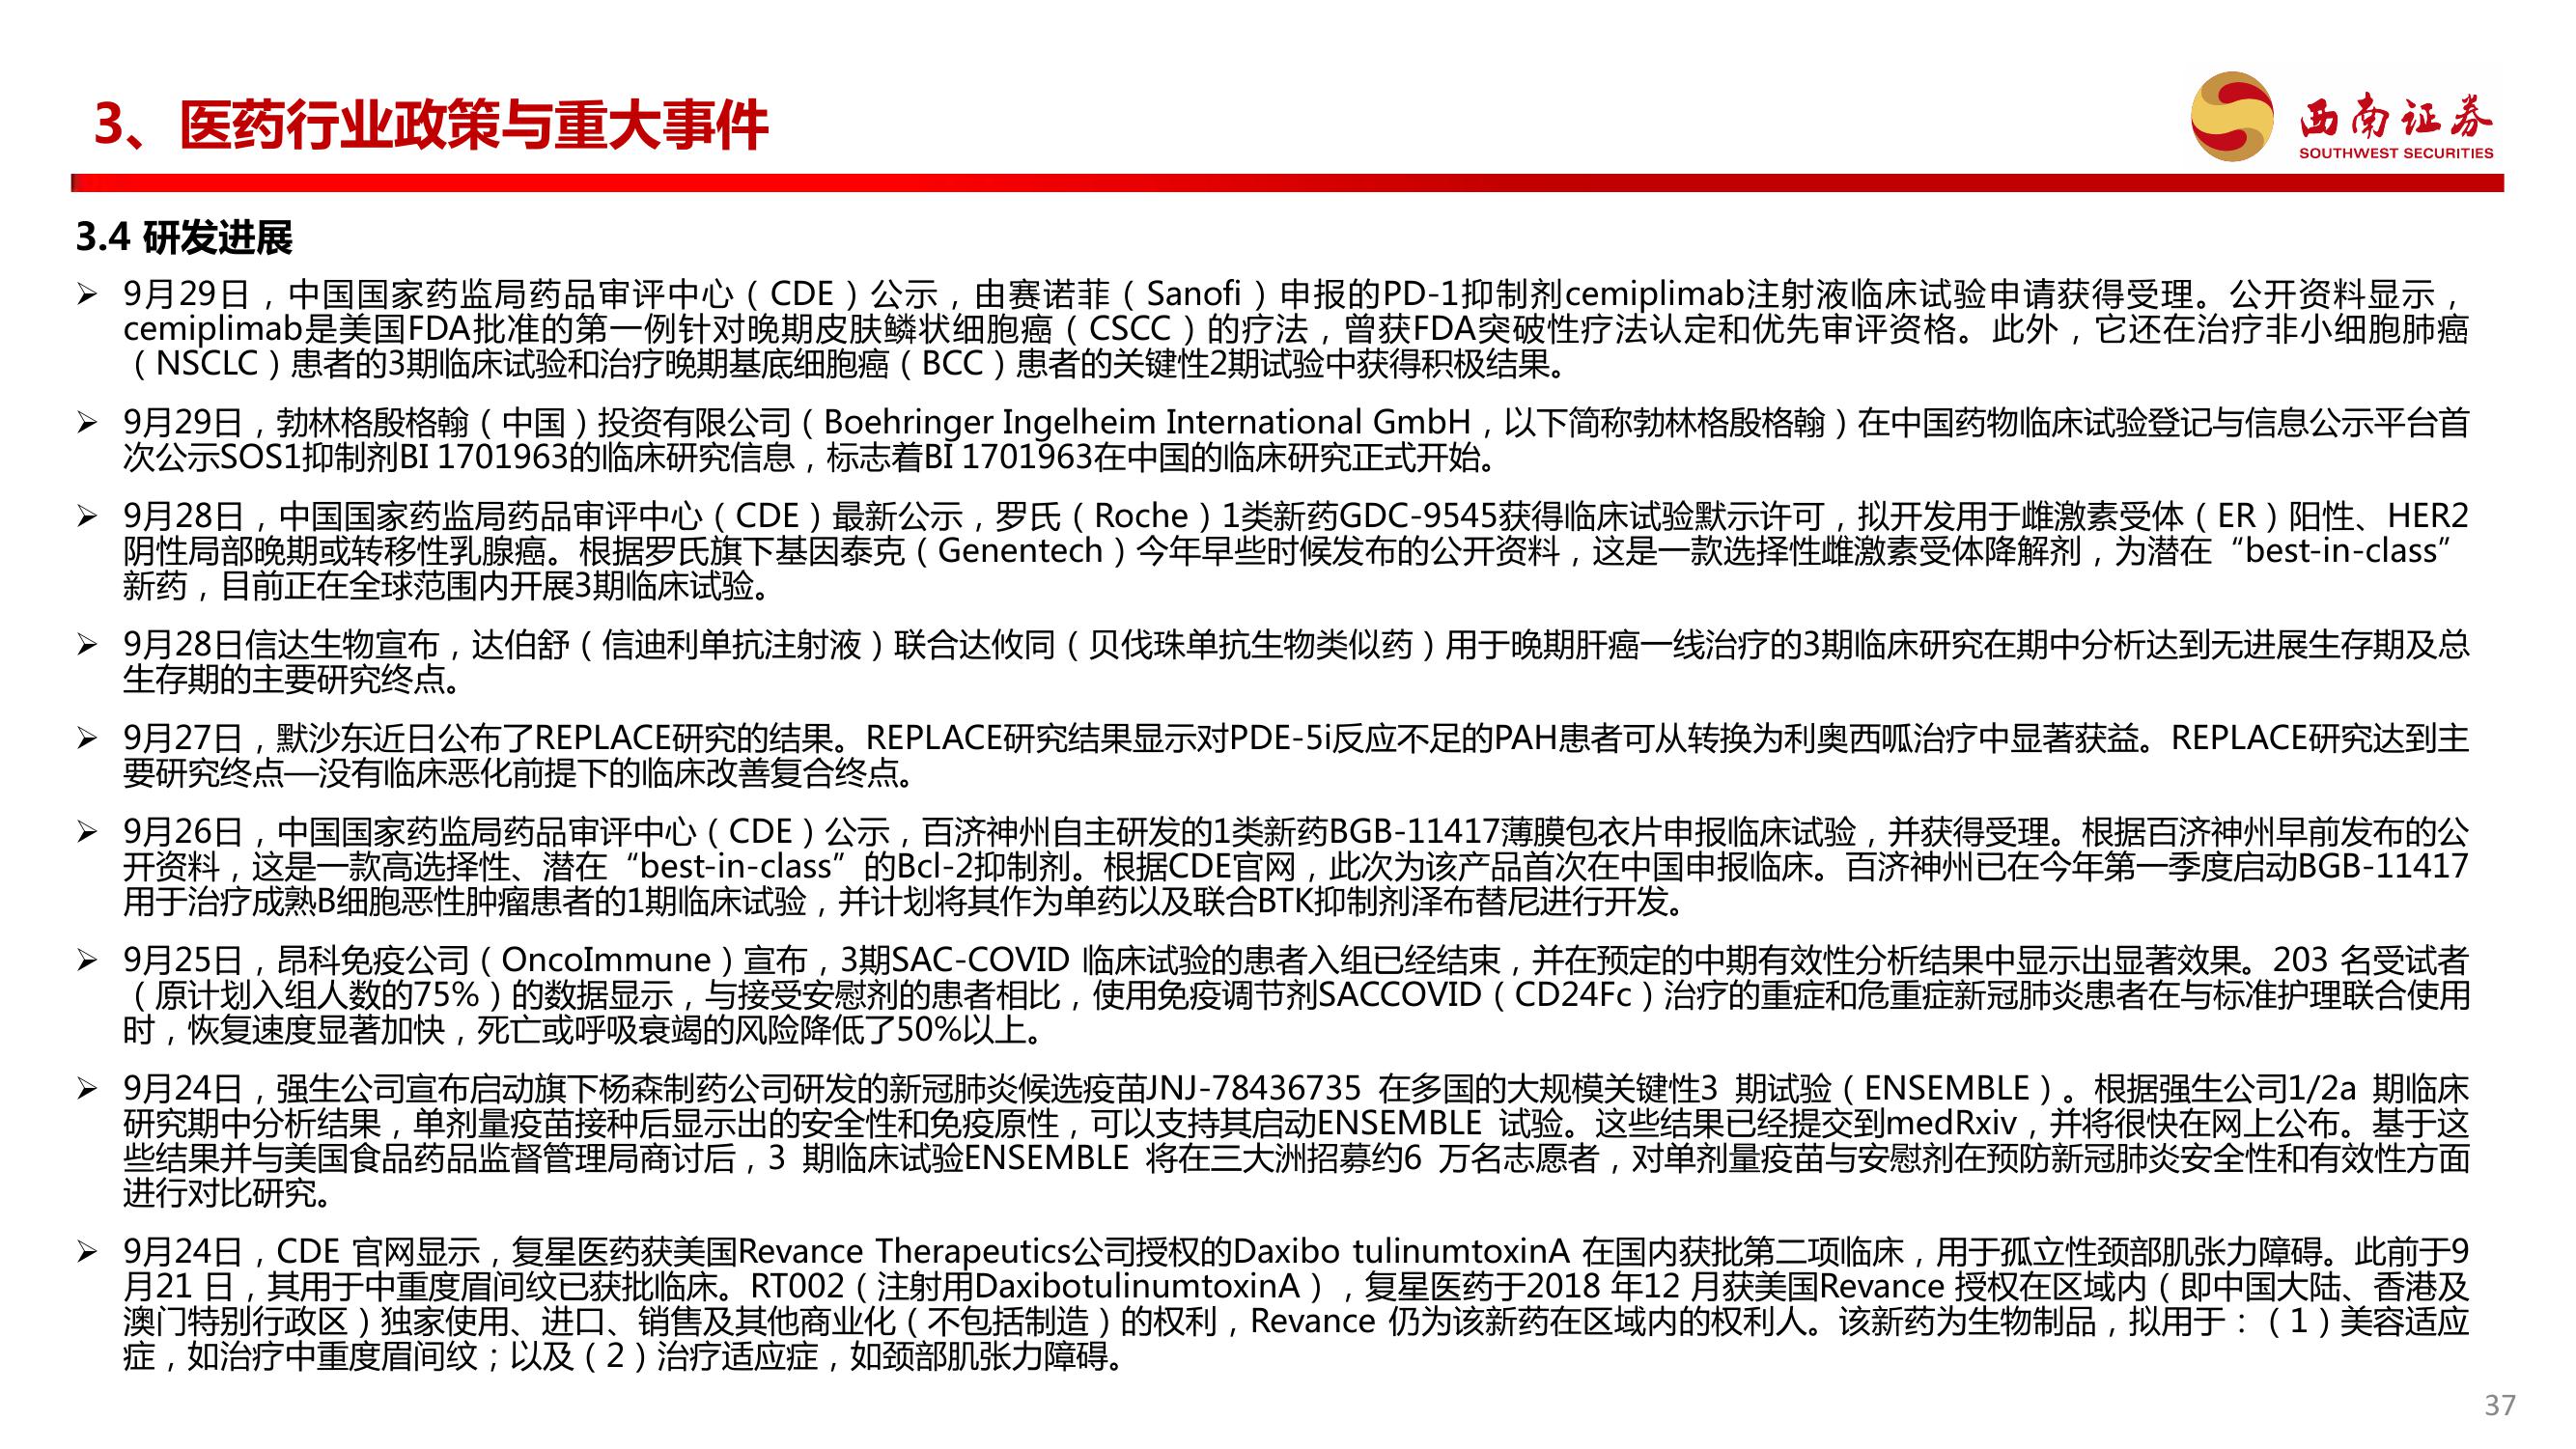 3、医药行业政策与重大事件
西南证券
SOUTHWEST SECURITIES
3.4 研发进展
➢ 9月29日，中国国家药监局药品审评中心（CDE）公示，由赛诺菲（Sanofi）申报的PD-1抑制剂cemiplimab注射液临床试验申请获得受理。公开资料显示，
cemiplimab是美国FDA批准的第一例针对晚期皮肤鳞状细胞癌（CSCC）的疗法，曾获FDA突破性疗法认定和优先审评资格。此外，它还在治疗非小细胞肺癌
（NSCLC）患者的3期临床试验和治疗晚期基底细胞癌（BCC）患者的关键性2期试验中获得积极结果。
➢ 9月29日，勃林格殷格翰（中国）投资有限公司（Boehringer Ingelheim International GmbH，以下简称勃林格殷格翰）在中国药物临床试验登记与信息公示平台首
次公示SOS1抑制剂BI 1701963的临床研究信息，标志着BI 1701963在中国的临床研究正式开始。
➢ 9月28日，中国国家药监局药品审评中心（CDE）最新公示，罗氏（Roche）1类新药GDC-9545获得临床试验默示许可，拟开发用于雌激素受体（ER）阳性、HER2
阴性局部晚期或转移性乳腺癌。根据罗氏旗下基因泰克（Genentech）今年早些时候发布的公开资料，这是一款选择性雌激素受体降解剂，为潜在“best-in-class”
新药，目前正在全球范围内开展3期临床试验。
➢ 9月28日信达生物宣布，达伯舒（信迪利单抗注射液）联合达攸同（贝伐珠单抗生物类似药）用于晚期肝癌一线治疗的3期临床研究在期中分析达到无进展生存期及总
生存期的主要研究终点。
➢ 9月27日，默沙东近日公布了REPLACE研究的结果。REPLACE研究结果显示对PDE-5i反应不足的PAH患者可从转换为利奥西呱治疗中显著获益。REPLACE研究达到主
要研究终点—没有临床恶化前提下的临床改善复合终点。
➢ 9月26日，中国国家药监局药品审评中心（CDE）公示，百济神州自主研发的1类新药BGB-11417薄膜包衣片申报临床试验，并获得受理。根据百济神州早前发布的公
开资料，这是一款高选择性、潜在“best-in-class”的Bcl-2抑制剂。根据CDE官网，此次为该产品首次在中国申报临床。百济神州已在今年第一季度启动BGB-11417
用于治疗成熟B细胞恶性肿瘤患者的1期临床试验，并计划将其作为单药以及联合BTK抑制剂泽布替尼进行开发。
➢ 9月25日，昂科免疫公司（OncoImmune）宣布，3期SAC-COVID 临床试验的患者入组已经结束，并在预定的中期有效性分析结果中显示出显著效果。203 名受试者
（原计划入组人数的75%）的数据显示，与接受安慰剂的患者相比，使用免疫调节剂SACCOVID（CD24Fc）治疗的重症和危重症新冠肺炎患者在与标准护理联合使用
时，恢复速度显著加快，死亡或呼吸衰竭的风险降低了50%以上。
➢ 9月24日，强生公司宣布启动旗下杨森制药公司研发的新冠肺炎候选疫苗JNJ-78436735 在多国的大规模关键性3 期试验（ENSEMBLE）。根据强生公司1/2a 期临床
研究期中分析结果，单剂量疫苗接种后显示出的安全性和免疫原性，可以支持其启动ENSEMBLE 试验。这些结果已经提交到medRxiv，并将很快在网上公布。基于这
些结果并与美国食品药品监督管理局商讨后，3 期临床试验ENSEMBLE 将在三大洲招募约6 万名志愿者，对单剂量疫苗与安慰剂在预防新冠肺炎安全性和有效性方面
进行对比研究。
➢ 9月24日，CDE 官网显示，复星医药获美国Revance Therapeutics公司授权的Daxibo tulinumtoxinA 在国内获批第二项临床，用于孤立性颈部肌张力障碍。此前于9
月21 日，其用于中重度眉间纹已获批临床。RT002（注射用DaxibotulinumtoxinA），复星医药于2018 年12 月获美国Revance 授权在区域内（即中国大陆、香港及
澳门特别行政区）独家使用、进口、销售及其他商业化（不包括制造）的权利，Revance 仍为该新药在区域内的权利人。该新药为生物制品，拟用于：（1）美容适应
症，如治疗中重度眉间纹；以及（2）治疗适应症，如颈部肌张力障碍。
37